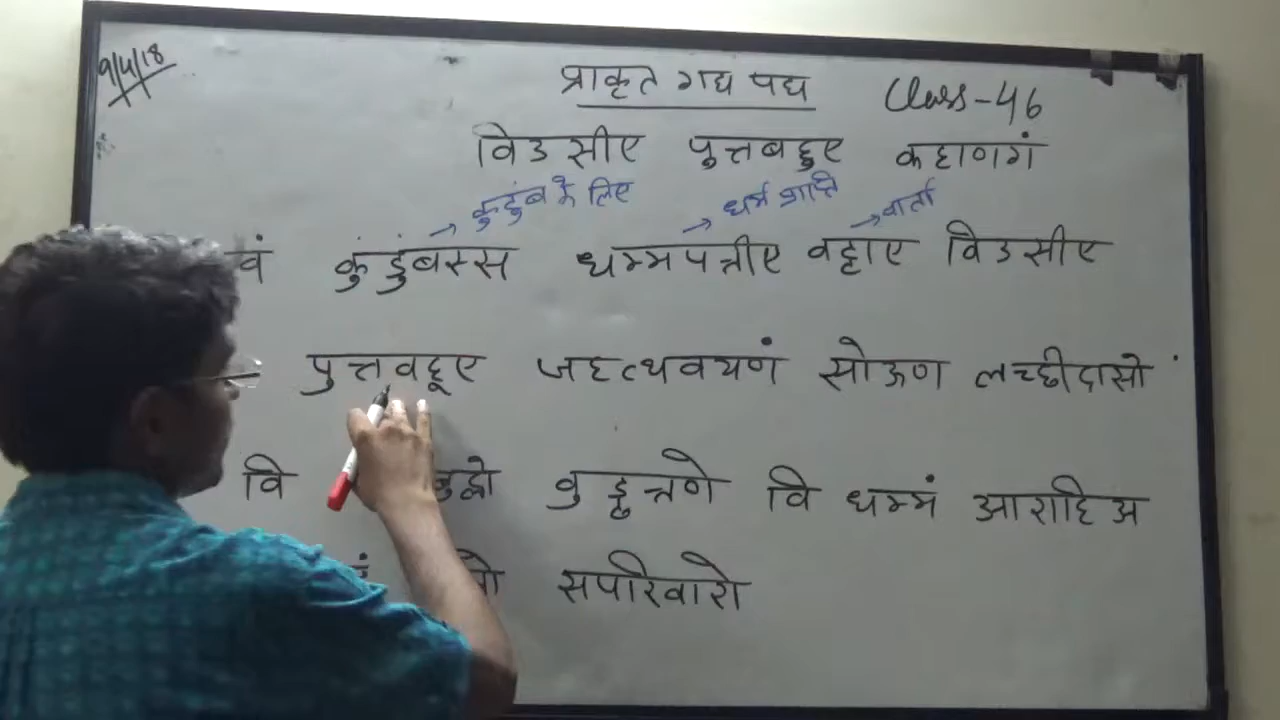 9/4/18
प्राकृत गद्य पद्य Class-46
विउसीए पुत्तबहुए कहाणगं
कुडुंब के लिए धर्म प्राप्ति वार्ता
कुंडुंबस्स धम्मपत्तीए वट्टाए विउसीए
पुत्तवहूए जहत्थवयणं सोऊण लच्छीदासो
वि वुड्ढत्तणे वि धम्मं आराहिअ
सपरिवारो